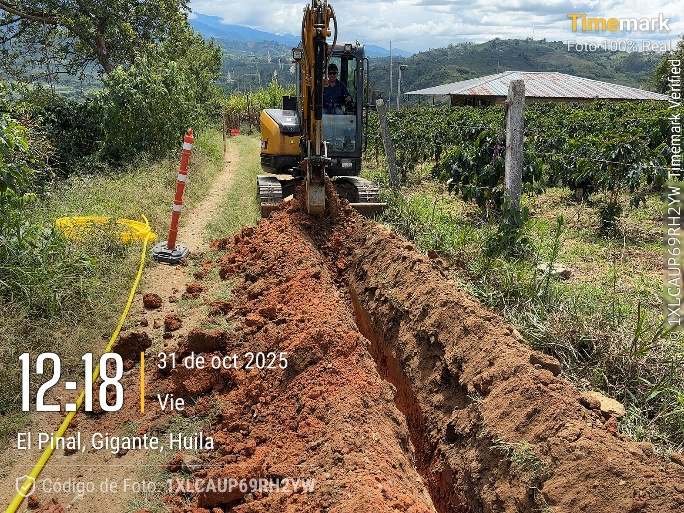 Timemark
Foto 100% Real
1XLCAUP69RH2YW Timemark Verified
12:18
31 de oct 2025
Vie
El Pinal, Gigante, Huila
Código de Foto: 1XLCAUP69RH2YW